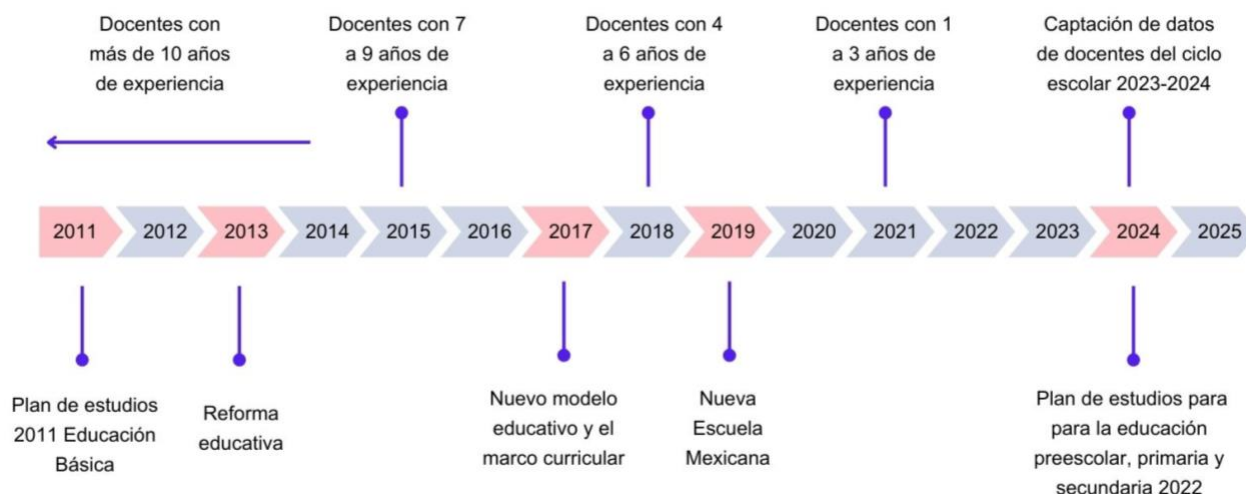 Docentes con
más de 10 años
de experiencia
Docentes con 7
a 9 años de
experiencia
Docentes con 4
a 6 años de
experiencia
Docentes con 1
a 3 años de
experiencia
Captación de datos
de docentes del ciclo
escolar 2023-2024
2011 2012 2013 2014 2015 2016 2017 2018 2019 2020 2021 2022 2023 2024 2025
Plan de estudios
2011 Educación
Básica
Reforma
educativa
Nuevo modelo
educativo y el
marco curricular
Nueva
Escuela
Mexicana
Plan de estudios para
para la educación
preescolar, primaria y
secundaria 2022